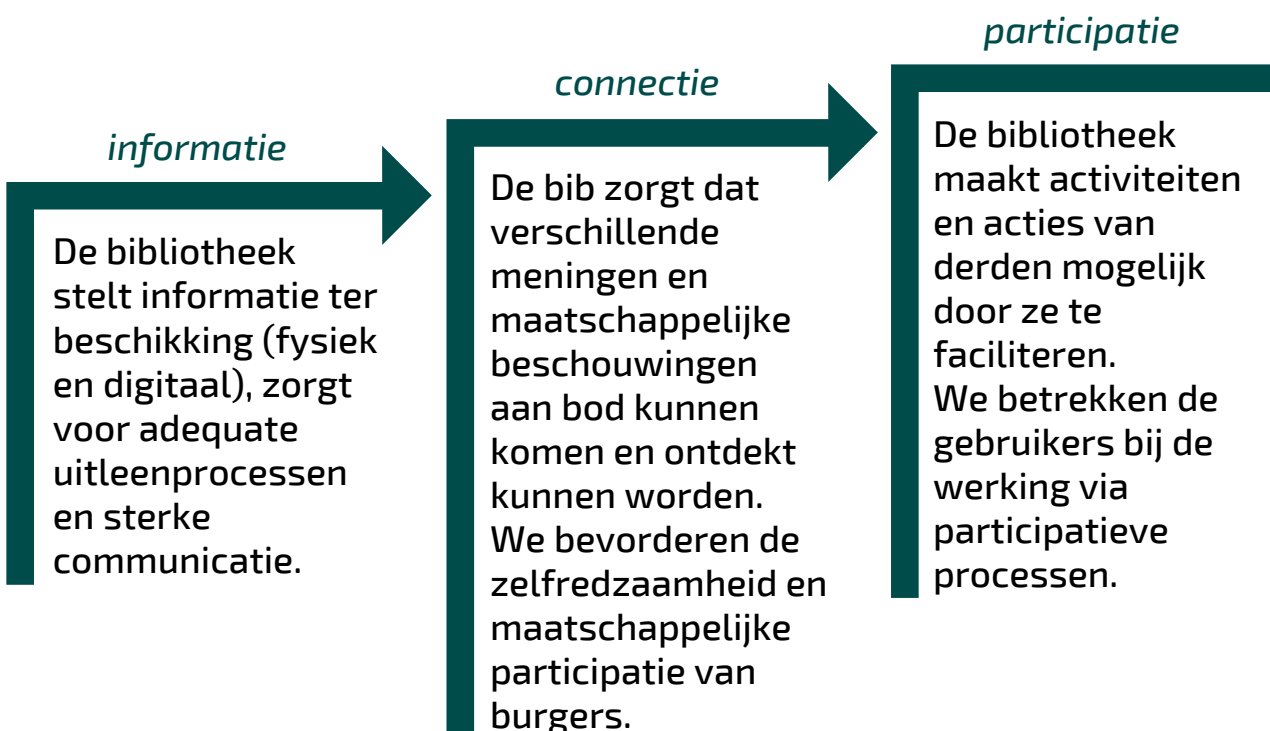 informatie
De bibliotheek
stelt informatie ter
beschikking (fysiek
en digitaal), zorgt
voor adequate
uitleenprocessen
en sterke
communicatie.
connectie
De bib zorgt dat
verschillende
meningen en
maatschappelijke
beschouwingen
aan bod kunnen
komen en ontdekt
kunnen worden.
We bevorderen de
zelfredzaamheid en
maatschappelijke
participatie van
burgers.
participatie
De bibliotheek
maakt activiteiten
en acties van
derden mogelijk
door ze te
faciliteren.
We betrekken de
gebruikers bij de
werking via
participatieve
processen.